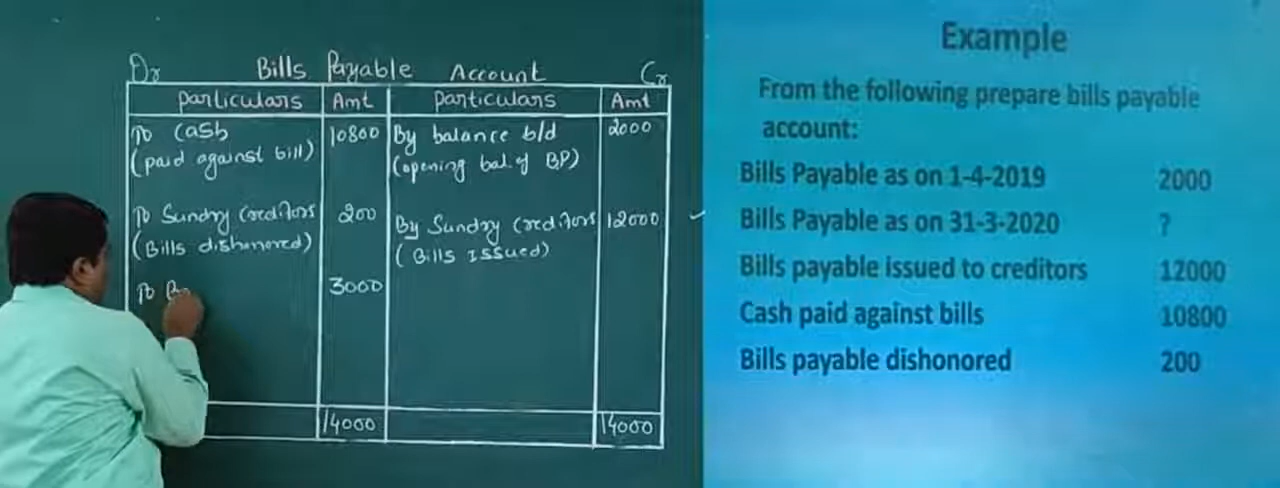 Dr Bills Payable Account Cr
Particulars Amt Particulars Amt
To Cash 10800 By balance b/d 2000
(paid against bill) (opening bal. of BP)
To Sundry Creditors 200 By Sundry Creditors 12000
(Bills dishonored) (Bills Issued)
To 3000
14000 14000
Example
From the following prepare bills payable
account:
Bills Payable as on 1-4-2019 2000
Bills Payable as on 31-3-2020 ?
Bills payable issued to creditors 12000
Cash paid against bills 10800
Bills payable dishonored 200